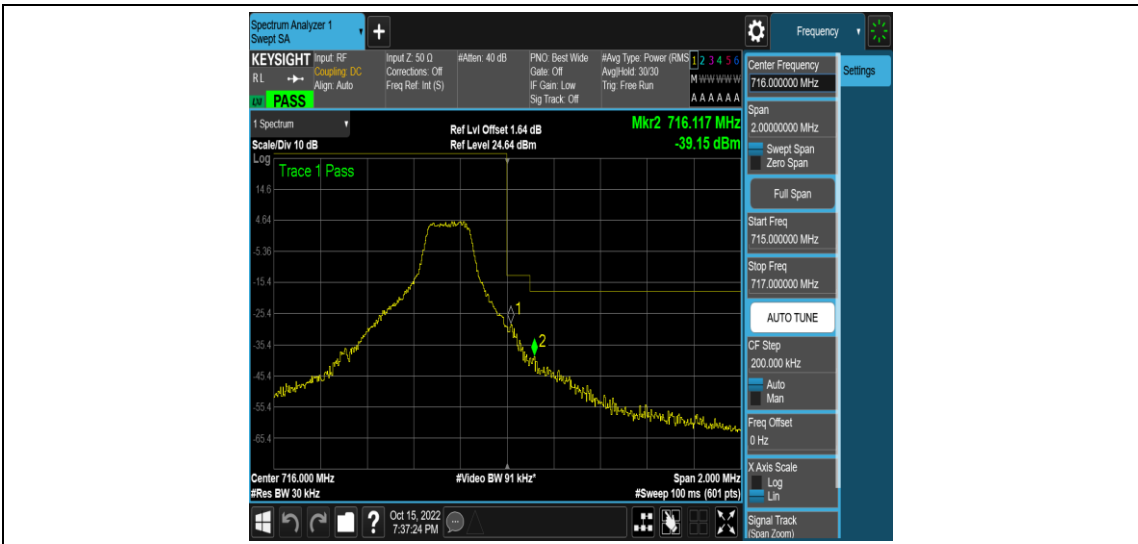 Spectrum Analyzer 1
Swept SA
+
Frequency
KEYSIGHT
RL
LXI
PASS
Input: RF
Coupling: DC
Align: Auto
Input Z: 50 Ω
Corrections: Off
Freq Ref: Int (S)
#Atten: 40 dB
PNO: Best Wide
Gate: Off
IF Gain: Low
Sig Track: Off
#Avg Type: Power (RMS
Avg|Hold: 30/30
Trig: Free Run
1 2 3 4 5 6
M W W W W W
A A A A A A
1 Spectrum
Scale/Div 10 dB
Ref Lvl Offset 1.64 dB
Ref Level 24.64 dBm
Mkr2 716.117 MHz
-39.15 dBm
Log
Trace 1 Pass
14.6
4.64
-5.36
-15.4
-25.4
-35.4
-45.4
-55.4
-65.4
1
2
Center 716.000 MHz
#Res BW 30 kHz
#Video BW 91 kHz*
Span 2.000 MHz
#Sweep 100 ms (601 pts)
Center Frequency
716.000000 MHz
Settings
Span
2.00000000 MHz
Swept Span
Zero Span
Full Span
Start Freq
715.000000 MHz
Stop Freq
717.000000 MHz
AUTO TUNE
CF Step
200.000 kHz
Auto
Man
Freq Offset
0 Hz
X Axis Scale
Log
Lin
Signal Track
(Span Zoom)
?
Oct 15, 2022
7:37:24 PM